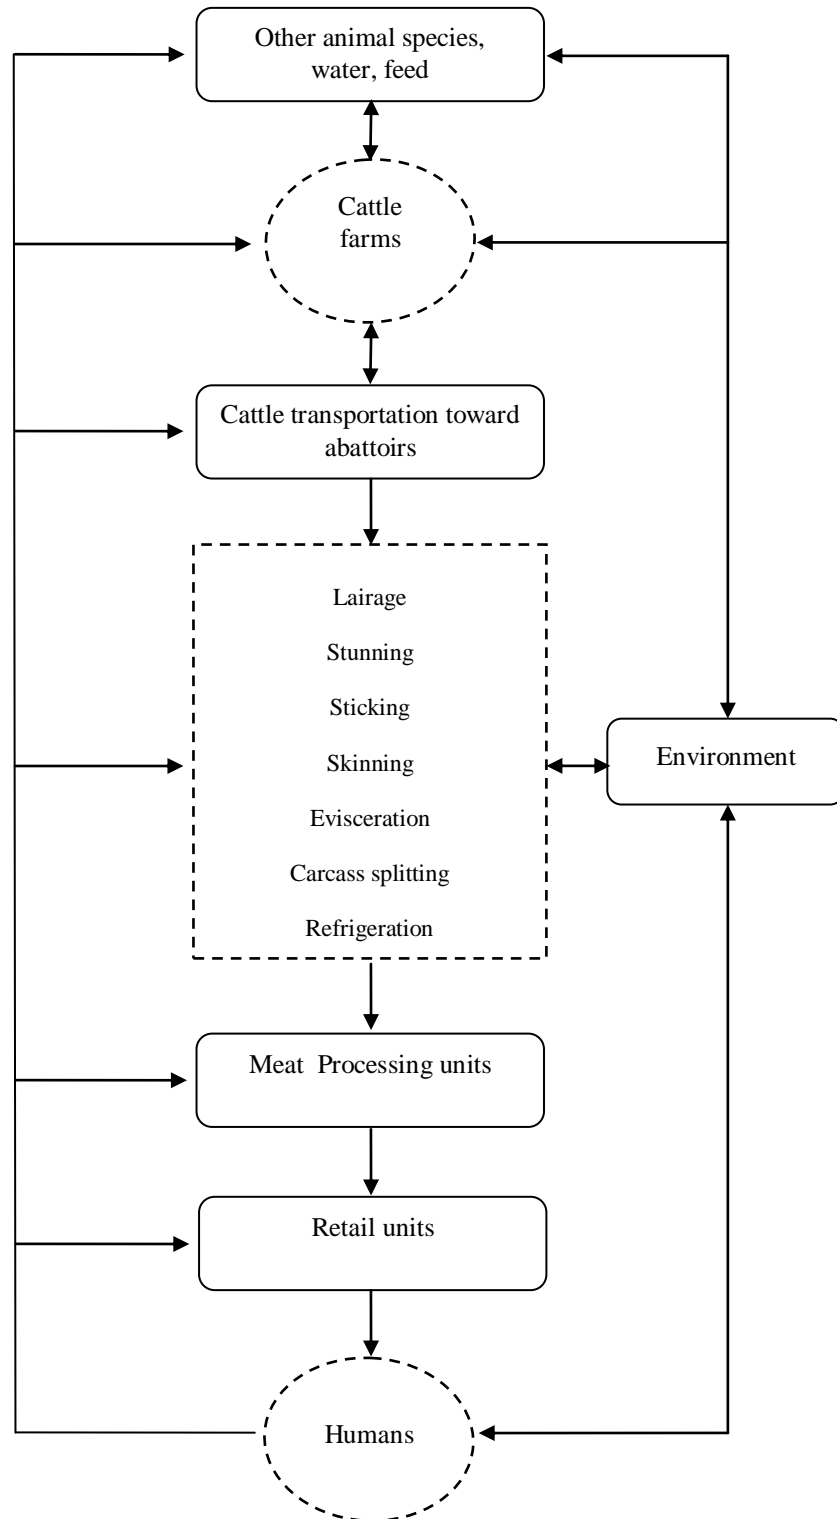 Other animal species,
water, feed
Cattle
farms
Cattle transportation toward
abattoirs
Lairage
Stunning
Sticking
Skinning
Environment
Evisceration
Carcass splitting
Refrigeration
Meat  Processing units
Retail units
Humans